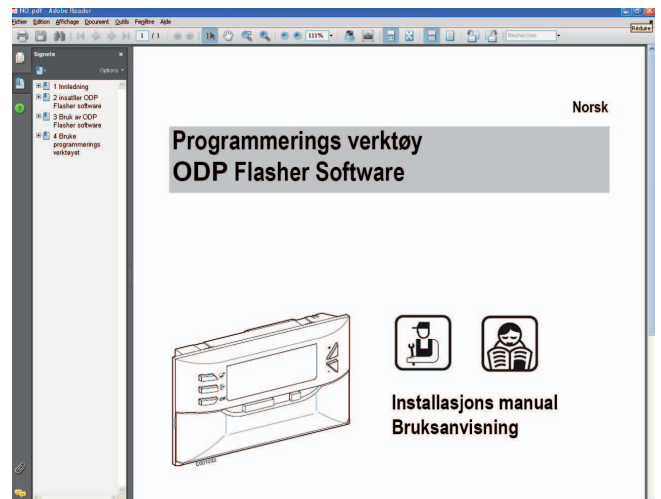 NO.pdf - Adobe Reader
Fichier Edition Affichage Document Outils Fenêtre Aide
1 / 1 111% Rechercher
Réduire
Signets
Options
1 Innledning
2 insatller ODP
Flasher software
3 Bruk av ODP
Flasher software
4 Bruke
programmerings
verktøyet
Norsk
Programmerings verktøy
ODP Flasher Software
Installasjons manual
Bruksanvisning